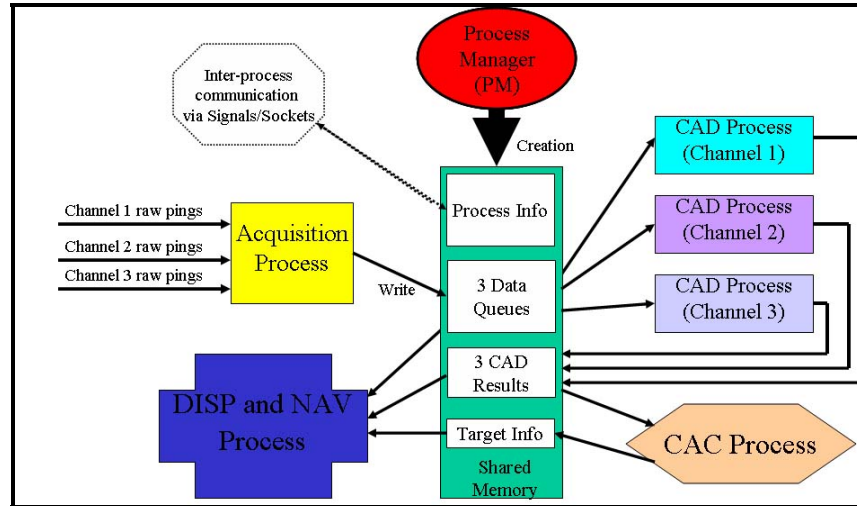 Process
Manager
(PM)
Inter-process
communication
via Signals/Sockets
Creation
CAD Process
(Channel 1)
Process Info
Channel 1 raw pings
Channel 2 raw pings
Channel 3 raw pings
Acquisition
Process
CAD Process
(Channel 2)
Write
3 Data
Queues
CAD Process
(Channel 3)
3 CAD
Results
DISP and NAV
Process
Target Info
CAC Process
Shared
Memory